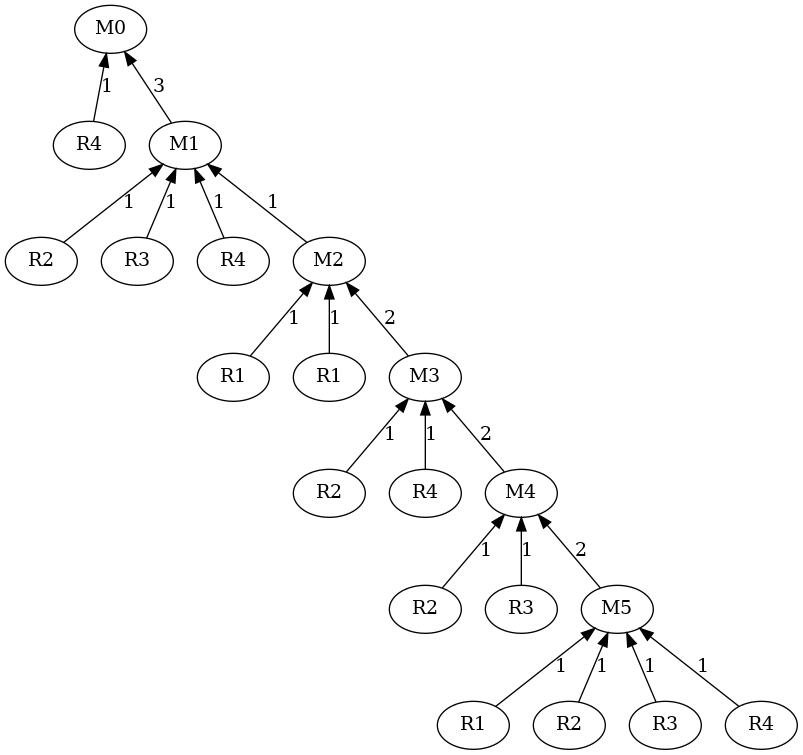 M0
1 3
R4 M1
1 1 1 1
R2 R3 R4 M2
1 1 2
R1 R1 M3
1 1 2
R2 R4 M4
1 1 2
R2 R3 M5
1 1 1 1
R1 R2 R3 R4